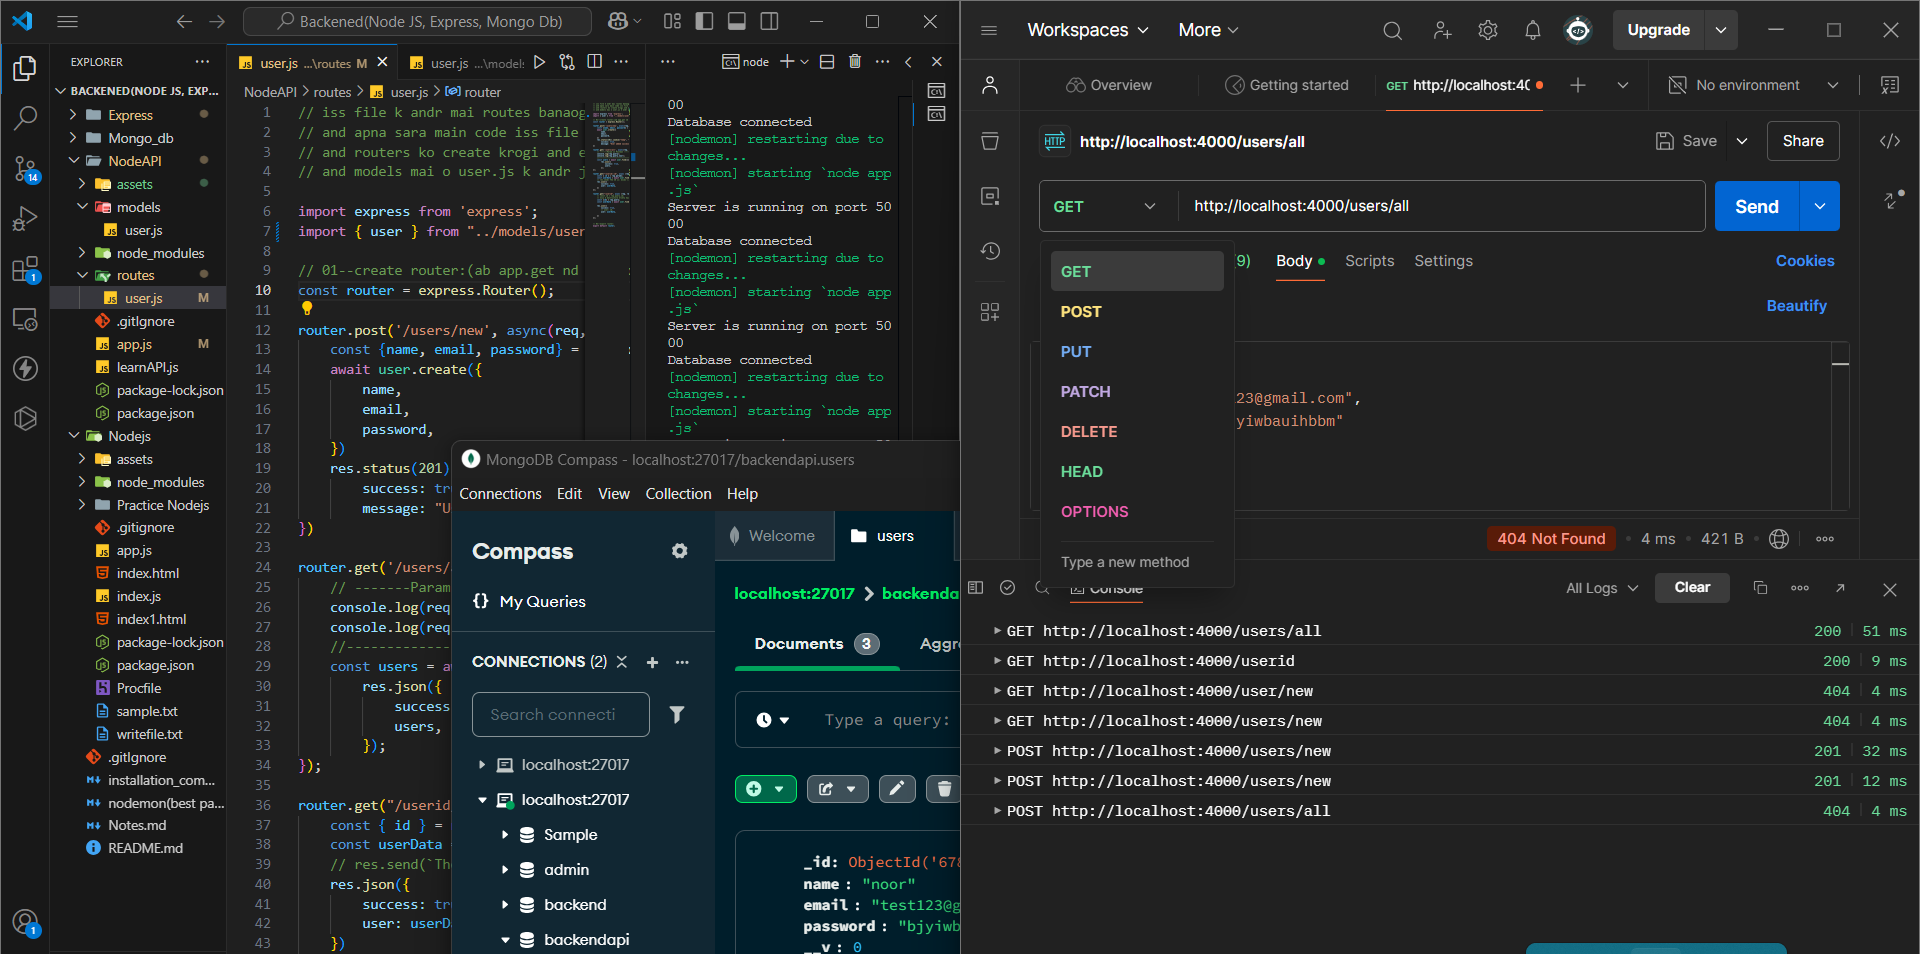 Backened(Node JS, Express, Mongo Db)
EXPLORER
BACKENED(NODE JS, EXP...
Express
Mongo_db
NodeAPI
assets
models
user.js
node_modules
routes
user.js M
.gitIgnore
app.js M
learnAPI.js
package-lock.json
package.json
Nodejs
assets
node_modules
Practice Nodejs
.gitignore
app.js
index.html
index.js
index1.html
package-lock.json
package.json
Procfile
sample.txt
writefile.txt
.gitIgnore
installation_com...
nodemon(best pa...
Notes.md
README.md
14
1
1
user.js ...\routes M
user.js ...\model
NodeAPI > routes > user.js > router
1 // iss file k andr mai routes banaog
2 // and apna sara main code iss file
3 // and routers ko create krogi and e
4 // and models mai o user.js k andr j
5
6 import express from 'express';
7 import { user } from "../models/user
8
9 // 01--create router:(ab app.get nd
10 const router = express.Router();
11
12 router.post('/users/new', async(req,
13 const {name, email, password} =
14 await user.create({
15 name,
16 email,
17 password,
18 })
19 res.status(201)
20 success: tr
21 message: "U
22 })
23
24 router.get('/users/
25 // -------Param
26 console.log(req
27 console.log(req
28 //-------------
29 const users = a
30 res.json({
31 success
32 users,
33 });
34 });
35
36 router.get("/userid
37 const { id } =
38 const userData
39 // res.send(`Th
40 res.json({
41 success: tr
42 user: userD
43 })
node
00
Database connected
[nodemon] restarting due to
changes...
[nodemon] starting `node app
.js`
Server is running on port 50
00
Database connected
[nodemon] restarting due to
changes...
[nodemon] starting `node app
.js`
Server is running on port 50
00
Database connected
[nodemon] restarting due to
changes...
[nodemon] starting `node app
.js`
MongoDB Compass - localhost:27017/backendapi.users
Connections Edit View Collection Help
Compass
My Queries
CONNECTIONS (2)
Search connecti
localhost:27017
localhost:27017
Sample
admin
backend
backendapi
Welcome
users
localhost:27017 > backenda
Documents 3
Aggre
Type a query:
_id: ObjectId('678
name : "noor"
email : "test123@g
password : "bjyiwb
__v : 0
Workspaces
More
Upgrade
Overview
Getting started
GET http://localhost:40
No environment
HTTP
http://localhost:4000/users/all
Save
Share
GET
http://localhost:4000/users/all
Send
(9)
Body
Scripts
Settings
Cookies
Beautify
GET
POST
PUT
PATCH
DELETE
HEAD
OPTIONS
Type a new method
23@gmail.com",
yiwbauihbbm"
404 Not Found
4 ms
421 B
Console
All Logs
Clear
GET http://localhost:4000/users/all 200 51 ms
GET http://localhost:4000/userid 200 9 ms
GET http://localhost:4000/user/new 404 4 ms
GET http://localhost:4000/users/new 404 4 ms
POST http://localhost:4000/users/new 201 32 ms
POST http://localhost:4000/users/new 201 12 ms
POST http://localhost:4000/users/all 404 4 ms